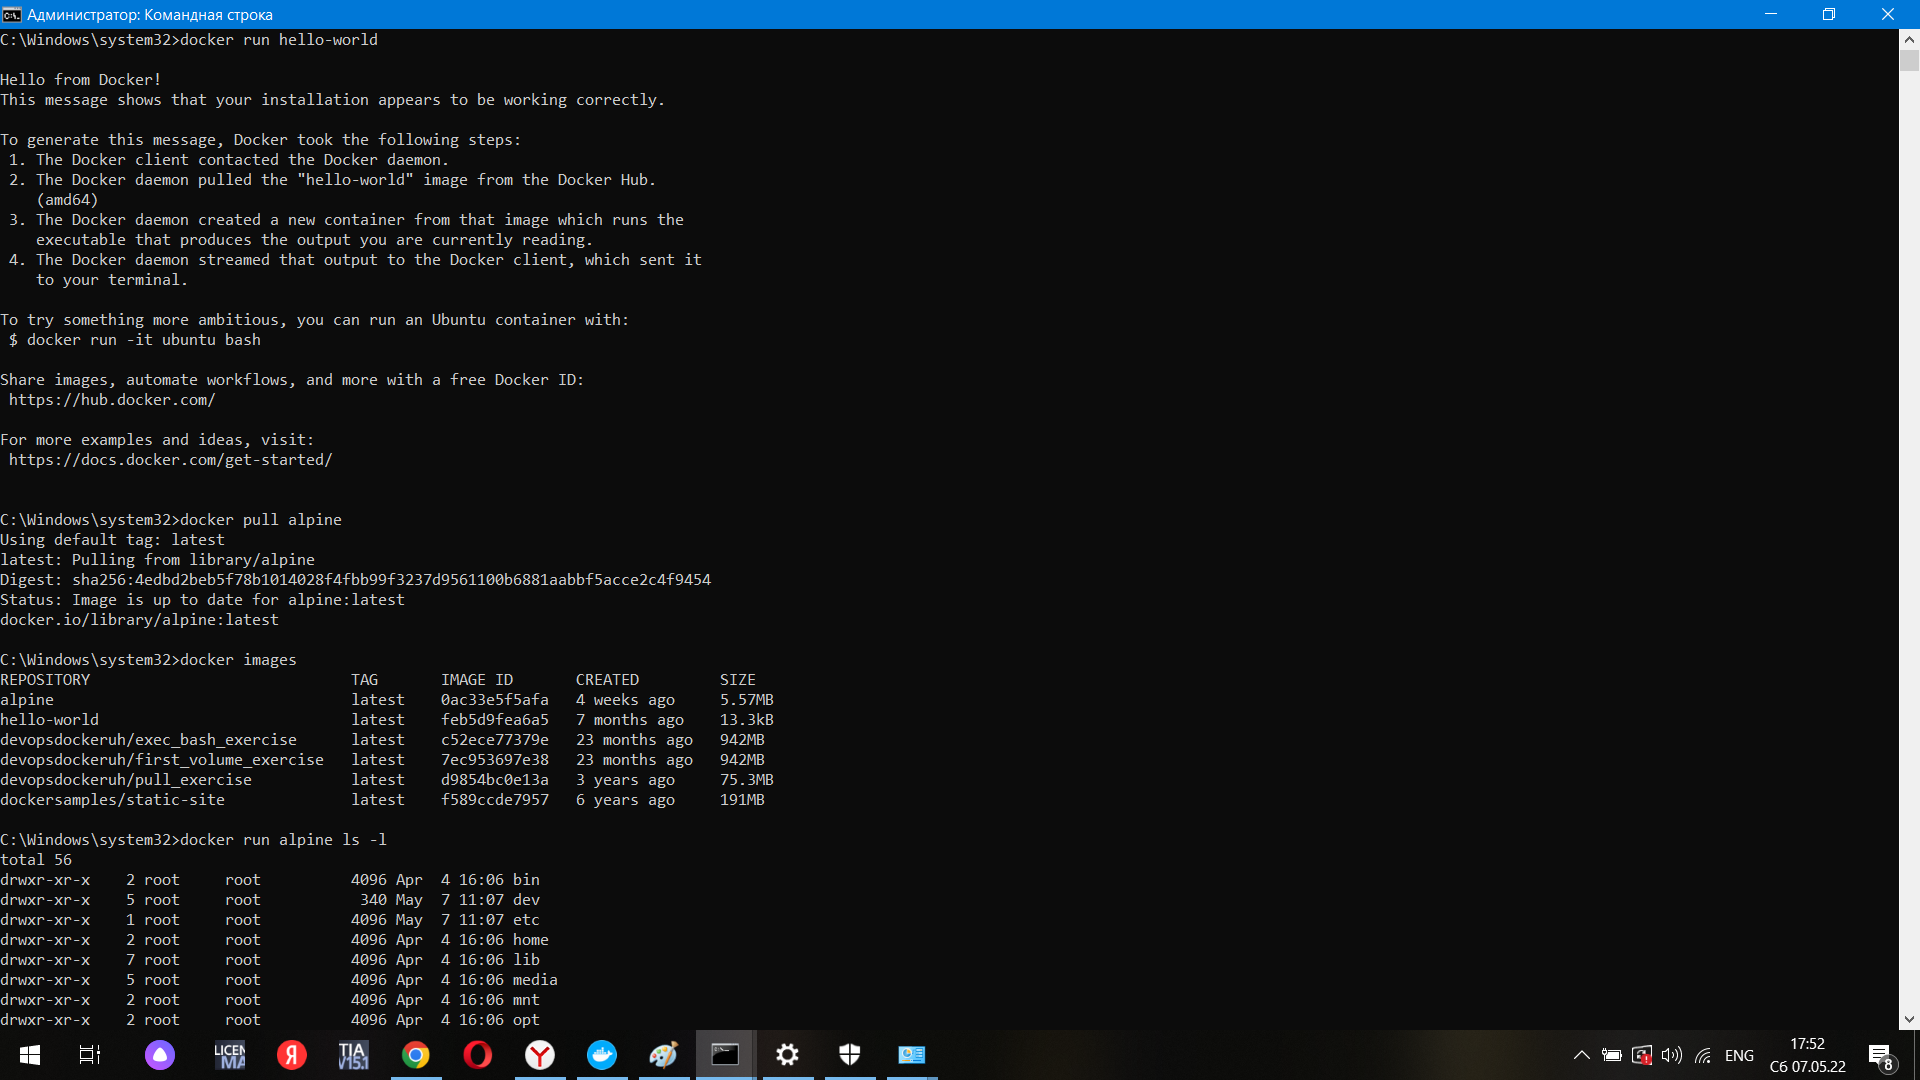 Администратор: Командная строка
C:\Windows\system32>docker run hello-world
Hello from Docker!
This message shows that your installation appears to be working correctly.
To generate this message, Docker took the following steps:
1. The Docker client contacted the Docker daemon.
2. The Docker daemon pulled the "hello-world" image from the Docker Hub.
(amd64)
3. The Docker daemon created a new container from that image which runs the
executable that produces the output you are currently reading.
4. The Docker daemon streamed that output to the Docker client, which sent it
to your terminal.
To try something more ambitious, you can run an Ubuntu container with:
$ docker run -it ubuntu bash
Share images, automate workflows, and more with a free Docker ID:
https://hub.docker.com/
For more examples and ideas, visit:
https://docs.docker.com/get-started/
C:\Windows\system32>docker pull alpine
Using default tag: latest
latest: Pulling from library/alpine
Digest: sha256:4edbd2beb5f78b1014028f4fbb99f3237d9561100b6881aabbf5acce2c4f9454
Status: Image is up to date for alpine:latest
docker.io/library/alpine:latest
C:\Windows\system32>docker images
REPOSITORY TAG IMAGE ID CREATED SIZE
alpine latest 0ac33e5f5afa 4 weeks ago 5.57MB
hello-world latest feb5d9fea6a5 7 months ago 13.3kB
devopsdockeruh/exec_bash_exercise latest c52ece77379e 23 months ago 942MB
devopsdockeruh/first_volume_exercise latest 7ec953697e38 23 months ago 942MB
devopsdockeruh/pull_exercise latest d9854bc0e13a 3 years ago 75.3MB
dockersamples/static-site latest f589ccde7957 6 years ago 191MB
C:\Windows\system32>docker run alpine ls -l
total 56
drwxr-xr-x 2 root root 4096 Apr 4 16:06 bin
drwxr-xr-x 5 root root 340 May 7 11:07 dev
drwxr-xr-x 1 root root 4096 May 7 11:07 etc
drwxr-xr-x 2 root root 4096 Apr 4 16:06 home
drwxr-xr-x 7 root root 4096 Apr 4 16:06 lib
drwxr-xr-x 5 root root 4096 Apr 4 16:06 media
drwxr-xr-x 2 root root 4096 Apr 4 16:06 mnt
drwxr-xr-x 2 root root 4096 Apr 4 16:06 opt
LICEN
MA
Я
TIA
V15.1
ENG
17:52
Сб 07.05.22
8